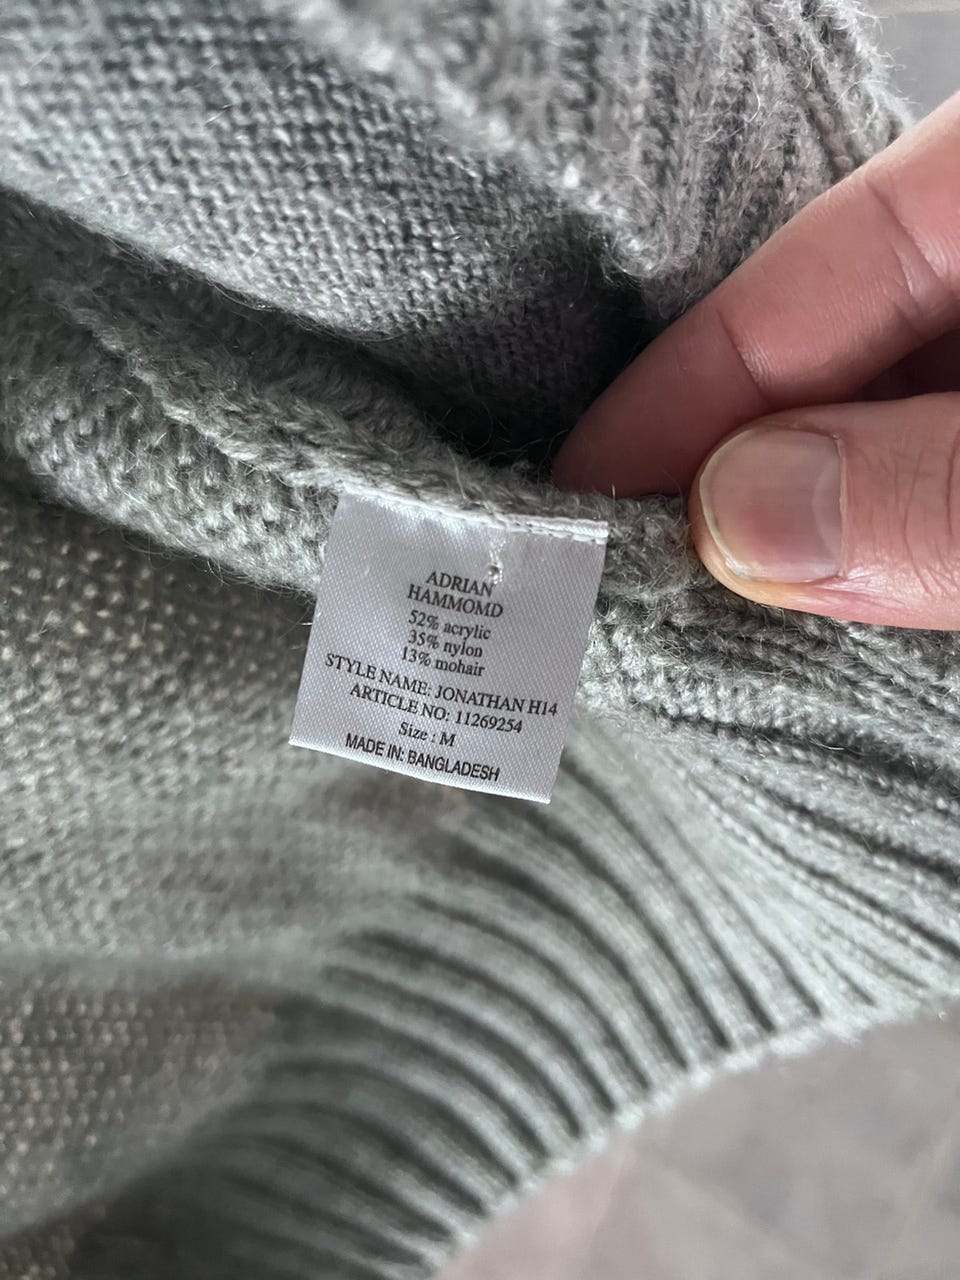 ADRIAN
HAMMOMD
52% acrylic
35% nylon
13% mohair
STYLE NAME: JONATHAN H14
ARTICLE NO: 11269254
Size : M
MADE IN: BANGLADESH